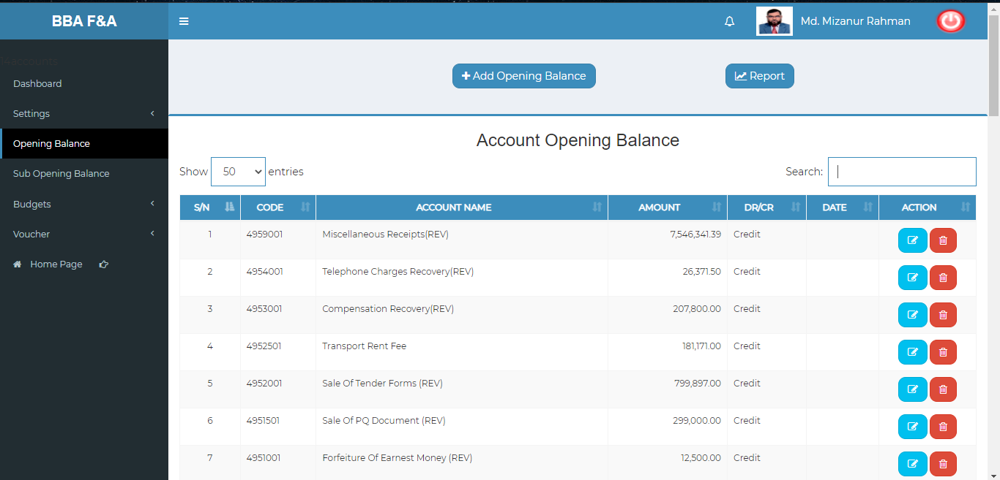 BBA F&A
Md. Mizanur Rahman
accounts
Dashboard
Settings
Opening Balance
Sub Opening Balance
Budgets
Voucher
Home Page
Add Opening Balance
Report
Account Opening Balance
Show 50 entries
Search:
S/N CODE ACCOUNT NAME AMOUNT DR/CR DATE ACTION
1 4959001 Miscellaneous Receipts(REV) 7,546,341.39 Credit
2 4954001 Telephone Charges Recovery(REV) 26,371.50 Credit
3 4953001 Compensation Recovery(REV) 207,800.00 Credit
4 4952501 Transport Rent Fee 181,171.00 Credit
5 4952001 Sale Of Tender Forms (REV) 799,897.00 Credit
6 4951501 Sale Of PQ Document (REV) 299,000.00 Credit
7 4951001 Forfeiture Of Earnest Money (REV) 12,500.00 Credit